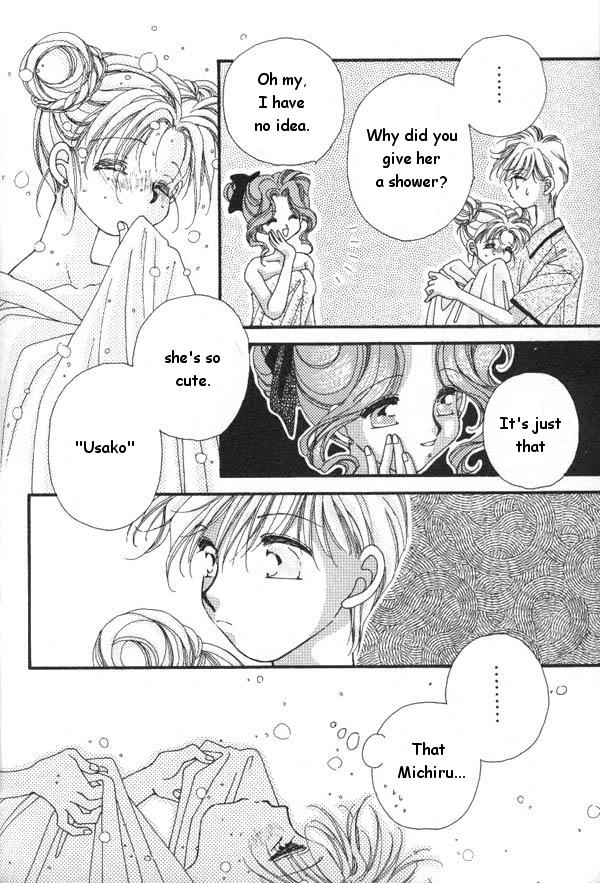 ......
Why did you
give her
a shower?
Oh my,
I have
no idea.
It's just
that
she's so
cute.
"Usako"
........
That
Michiru...